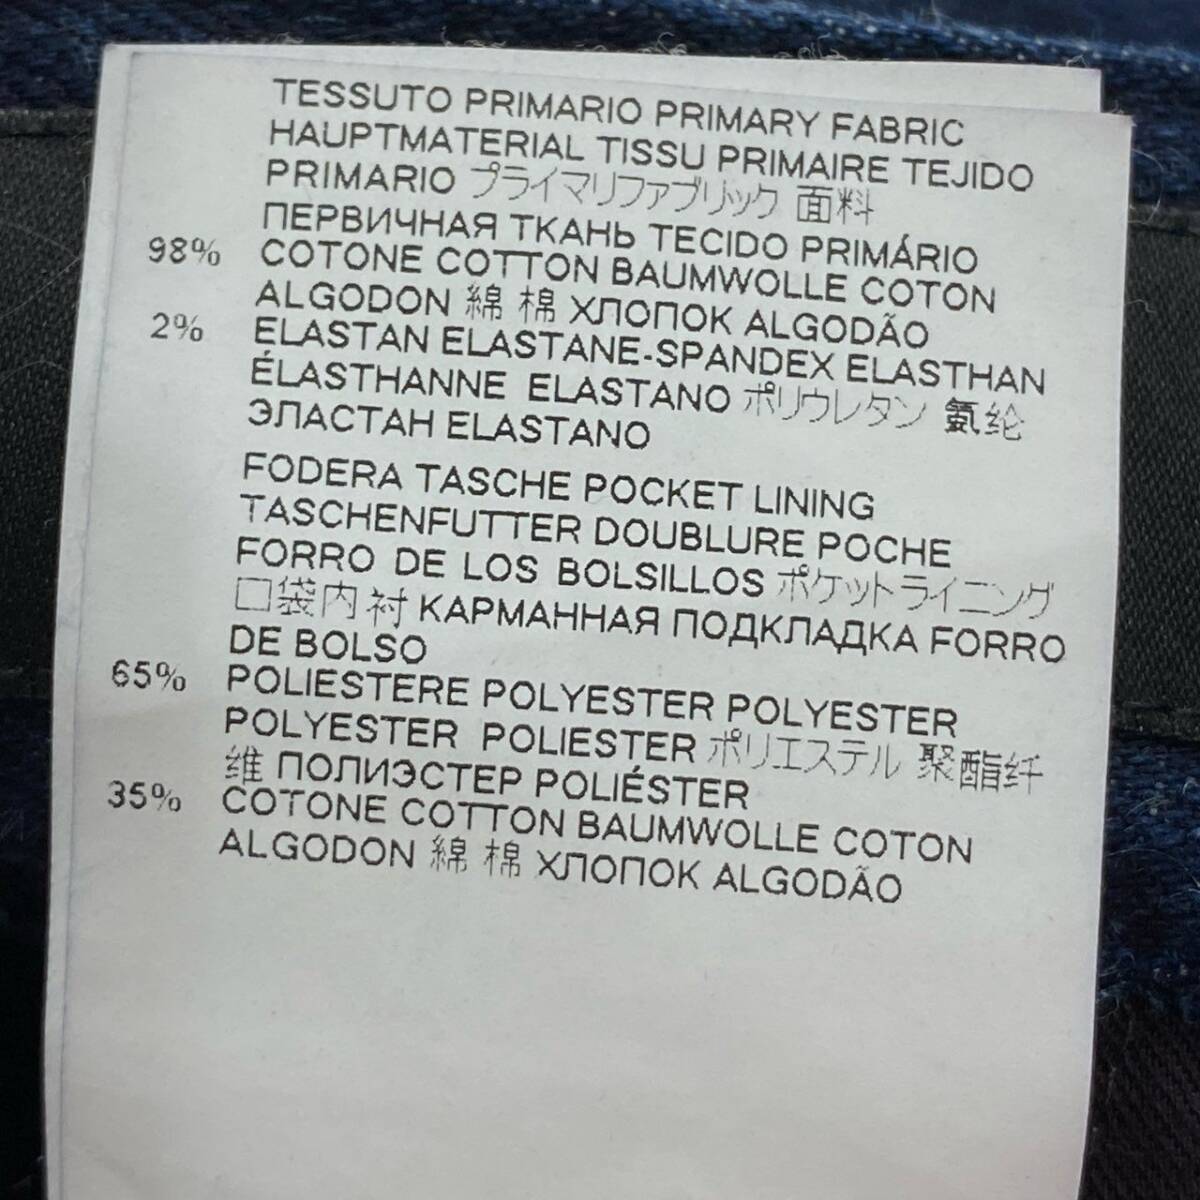 TESSUTO PRIMARIO PRIMARY FABRIC
HAUPTMATERIAL TISSU PRIMAIRE TEJIDO
PRIMARIO プライマリファブリック 面料
ПЕРВИЧНАЯ ТКАНЬ TECIDO PRIMÁRIO
98% COTONE COTTON BAUMWOLLE COTON
ALGODON 綿 棉 ХЛОПОК ALGODÃO
2% ELASTAN ELASTANE-SPANDEX ELASTHAN
ÉLASTHANNE ELASTANO ポリウレタン 氨纶
ЭЛАСТАН ELASTANO
FODERA TASCHE POCKET LINING
TASCHENFUTTER DOUBLURE POCHE
FORRO DE LOS BOLSILLOS ポケットライニング
口袋内衬 КАРМАННАЯ ПОДКЛАДКА FORRO
DE BOLSO
65% POLIESTERE POLYESTER POLYESTER
POLYESTER POLIESTER ポリエステル 聚酯纤
维 ПОЛИЭСТЕР POLIÉSTER
35% COTONE COTTON BAUMWOLLE COTON
ALGODON 綿 棉 ХЛОПОК ALGODÃO